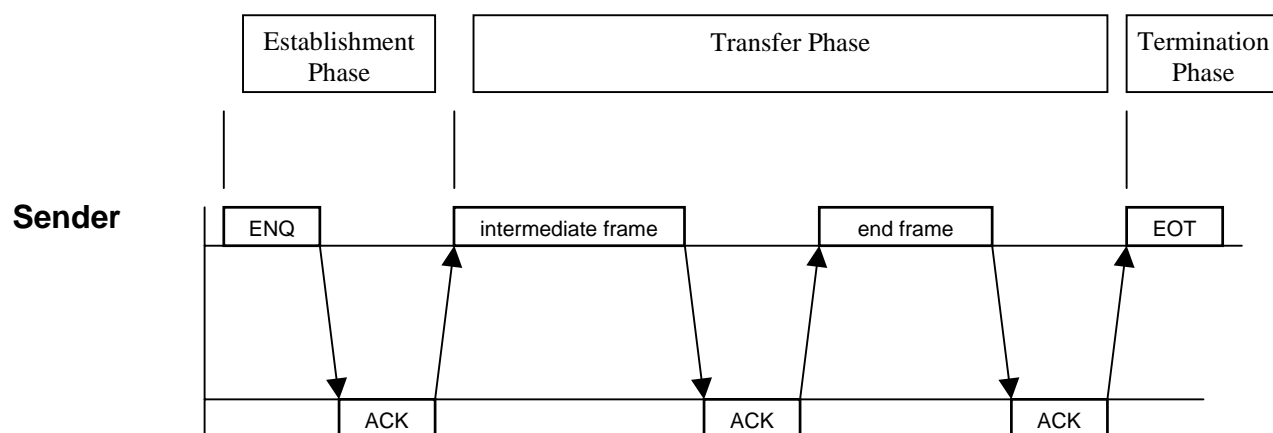 Establishment
Phase
Transfer Phase
Termination
Phase
Sender
ENQ
intermediate frame
end frame
EOT
ACK
ACK
ACK